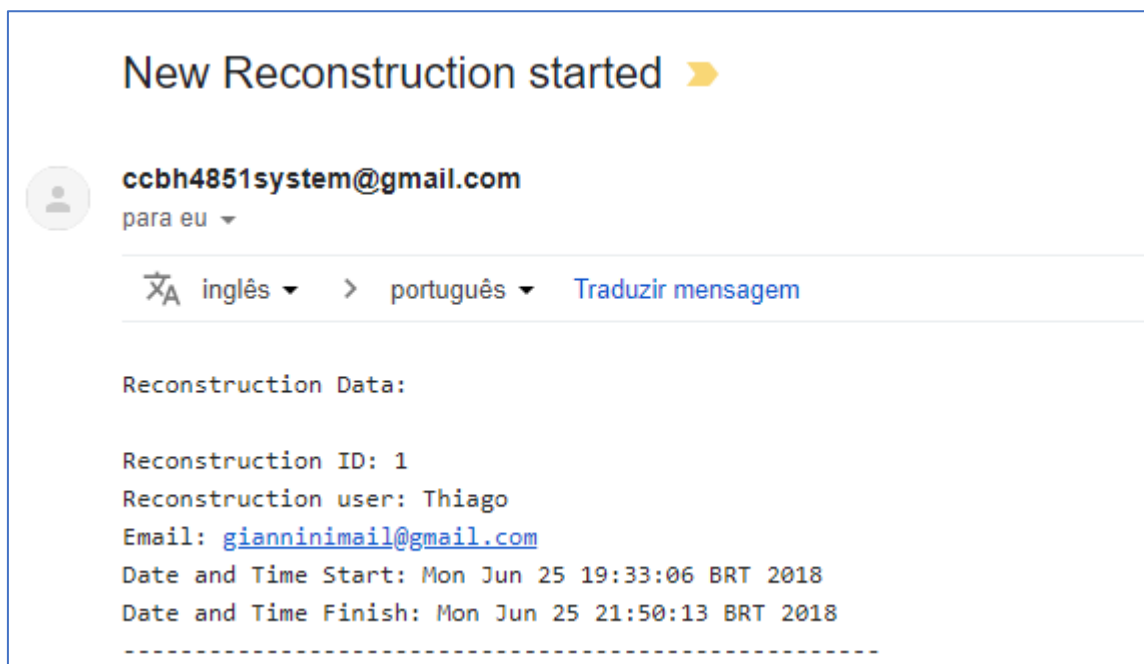 New Reconstruction started
ccbh4851system@gmail.com
para eu
inglês > português Traduzir mensagem
Reconstruction Data:
Reconstruction ID: 1
Reconstruction user: Thiago
Email: gianninimail@gmail.com
Date and Time Start: Mon Jun 25 19:33:06 BRT 2018
Date and Time Finish: Mon Jun 25 21:50:13 BRT 2018
-----------------------------------------------------